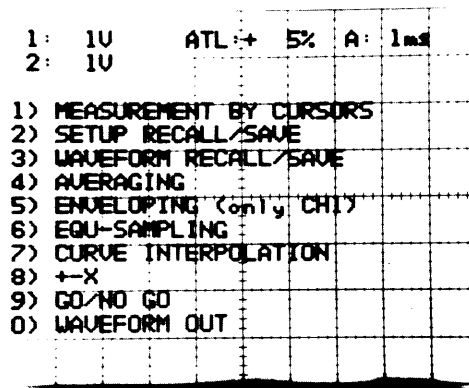 1: 1V ATL:+ 5% A: 1ms
2: 1V
1) MEASUREMENT BY CURSORS
2) SETUP RECALL/SAVE
3) WAVEFORM RECALL/SAVE
4) AVERAGING
5) ENVELOPING (only CH1)
6) EQU-SAMPLING
7) CURVE INTERPOLATION
8) +-X
9) GO/NO GO
0) WAVEFORM OUT